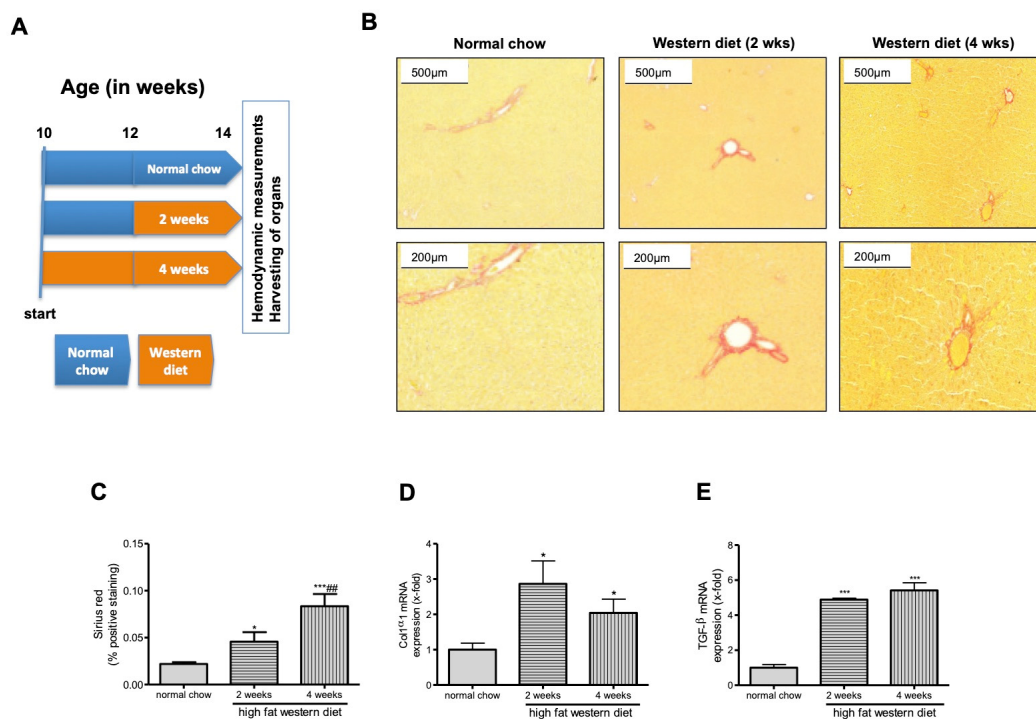 A
Age (in weeks)
10 12 14
Normal chow
2 weeks
4 weeks
start
Hemodynamic measurements
Harvesting of organs
Normal
chow
Western
diet
B
Normal chow
Western diet (2 wks)
Western diet (4 wks)
500µm
500µm
500µm
200µm
200µm
200µm
C
Sirius red
(% positive staining)
0.15
0.10
0.05
0.00
*
***##
normal chow
2 weeks
4 weeks
high fat western diet
D
Col1α1 mRNA
expression (x-fold)
4
3
2
1
0
*
*
normal chow
2 weeks
4 weeks
high fat western diet
E
TGF-β mRNA
expression (x-fold)
8
6
4
2
0
***
***
normal chow
2 weeks
4 weeks
high fat western diet